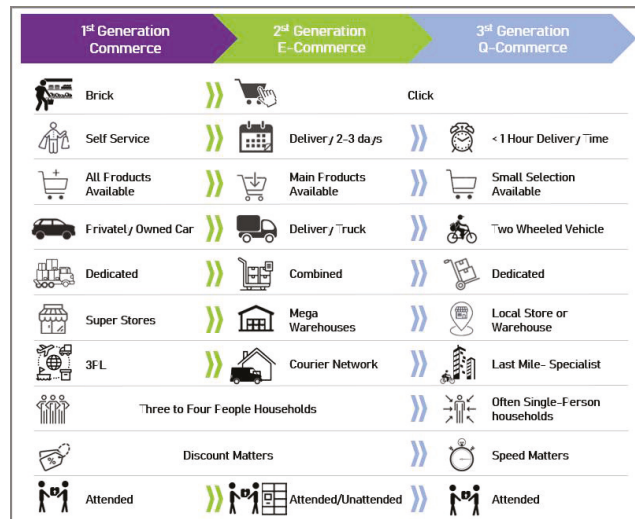 1st Generation
Commerce
2st Generation
E-Commerce
3st Generation
Q-Commerce
Brick
Click
Self Service
Delivery 2-3 days
< 1 Hour Delivery Time
All Products
Available
Main Products
Available
Small Selection
Available
Privately Owned Car
Delivery Truck
Two Wheeled Vehicle
Dedicated
Combined
Dedicated
Super Stores
Mega
Warehouses
Local Store or
Warehouse
3FL
Courier Network
Last Mile- Specialist
Three to Four People Households
Often Single-Ferson
households
Discount Matters
Speed Matters
Attended
Attended/Unattended
Attended